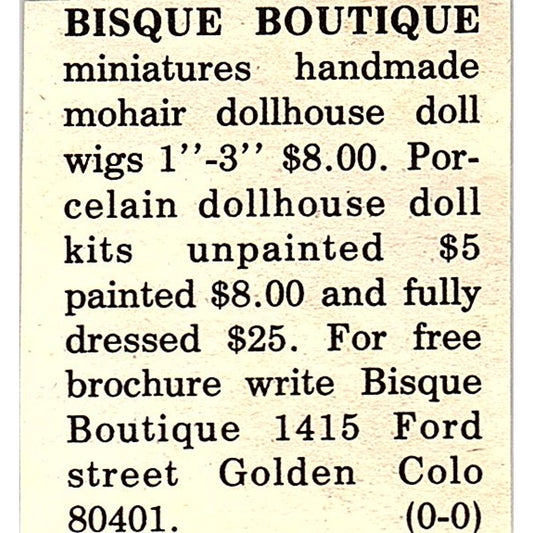 BISQUE BOUTIQUE
miniatures handmade
mohair dollhouse doll
wigs 1’’-3’’ $8.00. Por-
celain dollhouse doll
kits unpainted $5
painted $8.00 and fully
dressed $25. For free
brochure write Bisque
Boutique 1415 Ford
street Golden Colo
80401. (0-0)